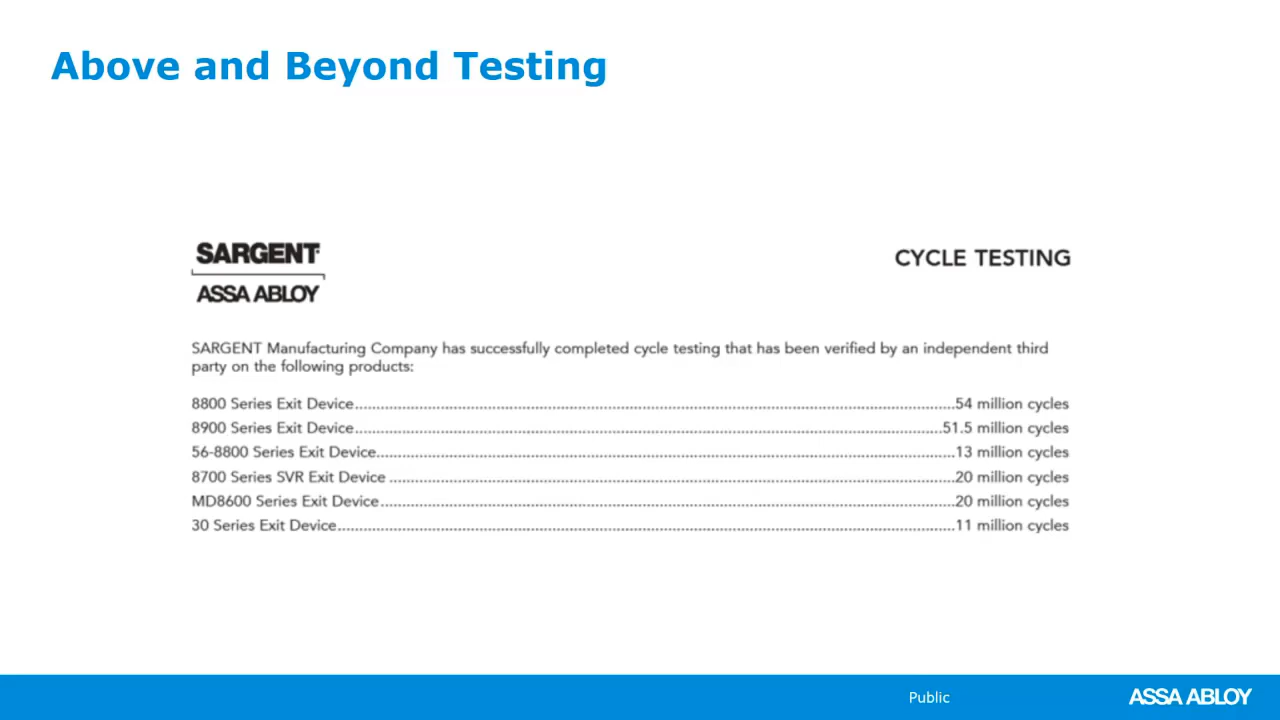 Above and Beyond Testing
SARGENT
CYCLE TESTING
ASSA ABLOY
SARGENT Manufacturing Company has successfully completed cycle testing that has been verified by an independent third
party on the following products:
8800 Series Exit Device................................................................54 million cycles
8900 Series Exit Device................................................................51.5 million cycles
56-8800 Series Exit Device................................................................13 million cycles
8700 Series SVR Exit Device ................................................................20 million cycles
MD8600 Series Exit Device................................................................20 million cycles
30 Series Exit Device................................................................11 million cycles
Public
ASSA ABLOY